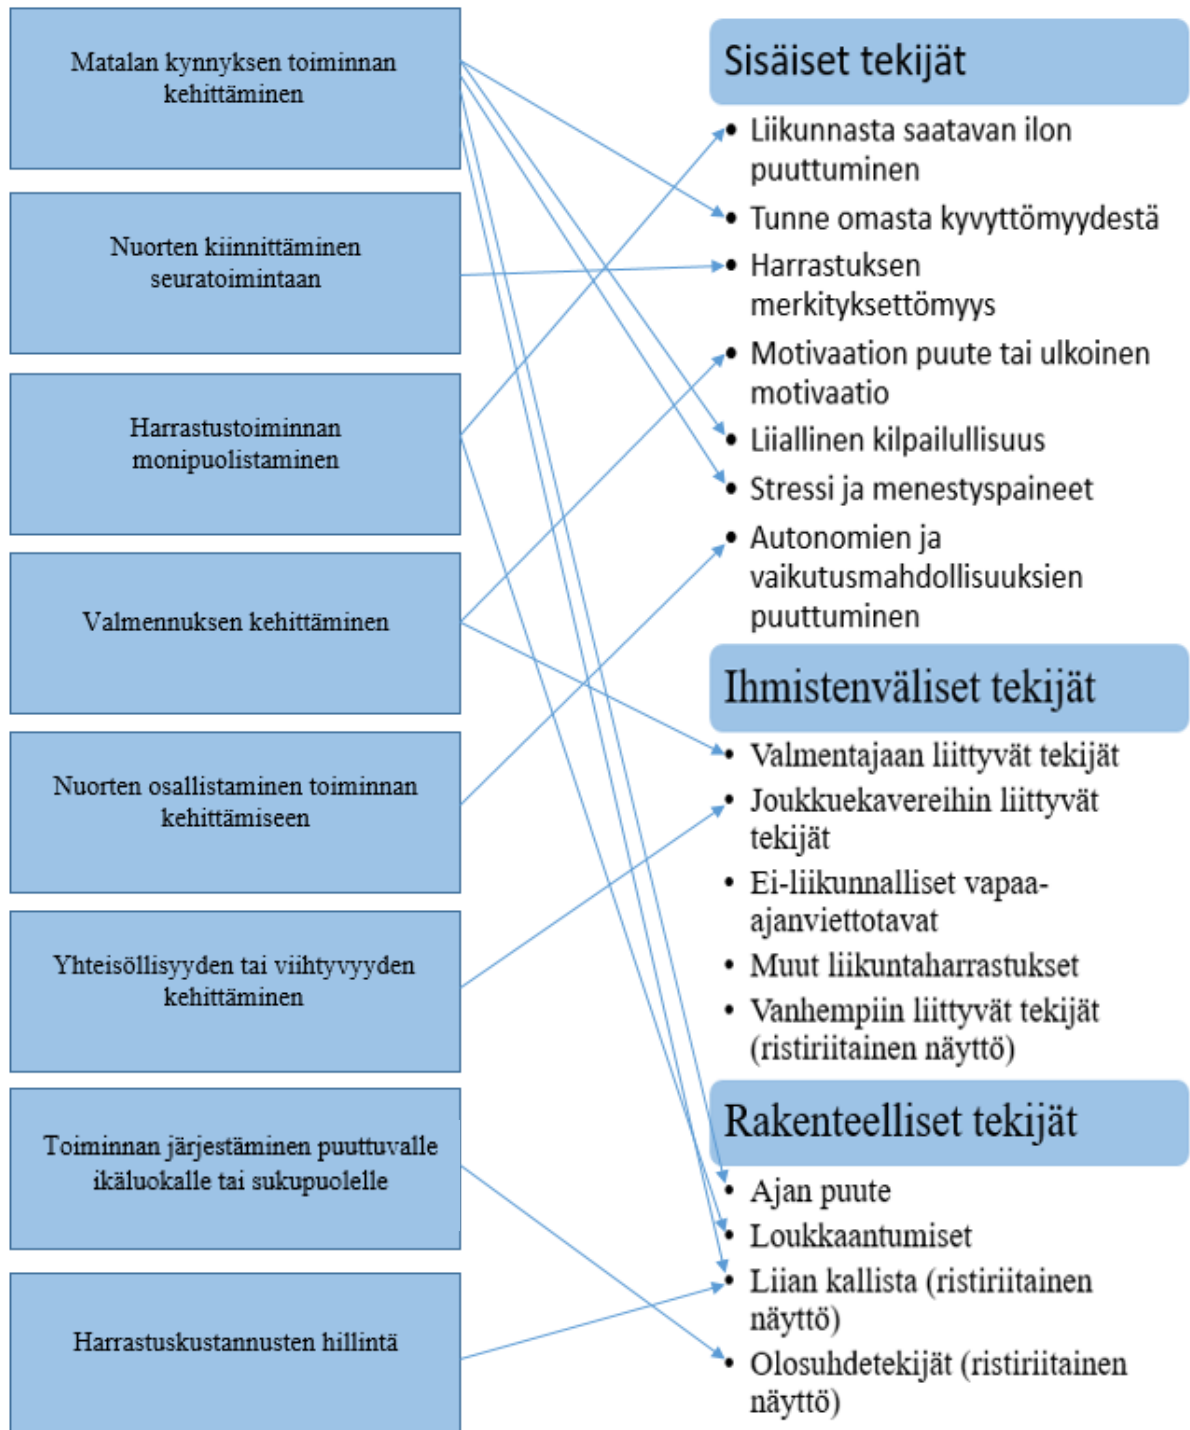 Matalan kynnyksen toiminnan
kehittäminen
Nuorten kiinnittäminen
seuratoimintaan
Harrastustoiminnan
monipuolistaminen
Valmennuksen kehittäminen
Nuorten osallistaminen toiminnan
kehittämiseen
Yhteisöllisyyden tai viihtyvyyden
kehittäminen
Toiminnan järjestäminen puuttuvalle
ikäluokalle tai sukupuolelle
Harrastuskustannusten hillintä
Sisäiset tekijät
• Liikunnasta saatavan ilon
puuttuminen
• Tunne omasta kyvyttömyydestä
• Harrastuksen
merkityksettömyys
• Motivaation puute tai ulkoinen
motivaatio
• Liiallinen kilpailullisuus
• Stressi ja menestyspaineet
• Autonomien ja
vaikutusmahdollisuuksien
puuttuminen
Ihmistenväliset tekijät
• Valmentajaan liittyvät tekijät
• Joukkuekavereihin liittyvät
tekijät
• Ei-liikunnalliset vapaa-
ajanviettotavat
• Muut liikuntaharrastukset
• Vanhempiin liittyvät tekijät
(ristiriitainen näyttö)
Rakenteelliset tekijät
• Ajan puute
• Loukkaantumiset
• Liian kallista (ristiriitainen
näyttö)
• Olosuhdetekijät (ristiriitainen
näyttö)